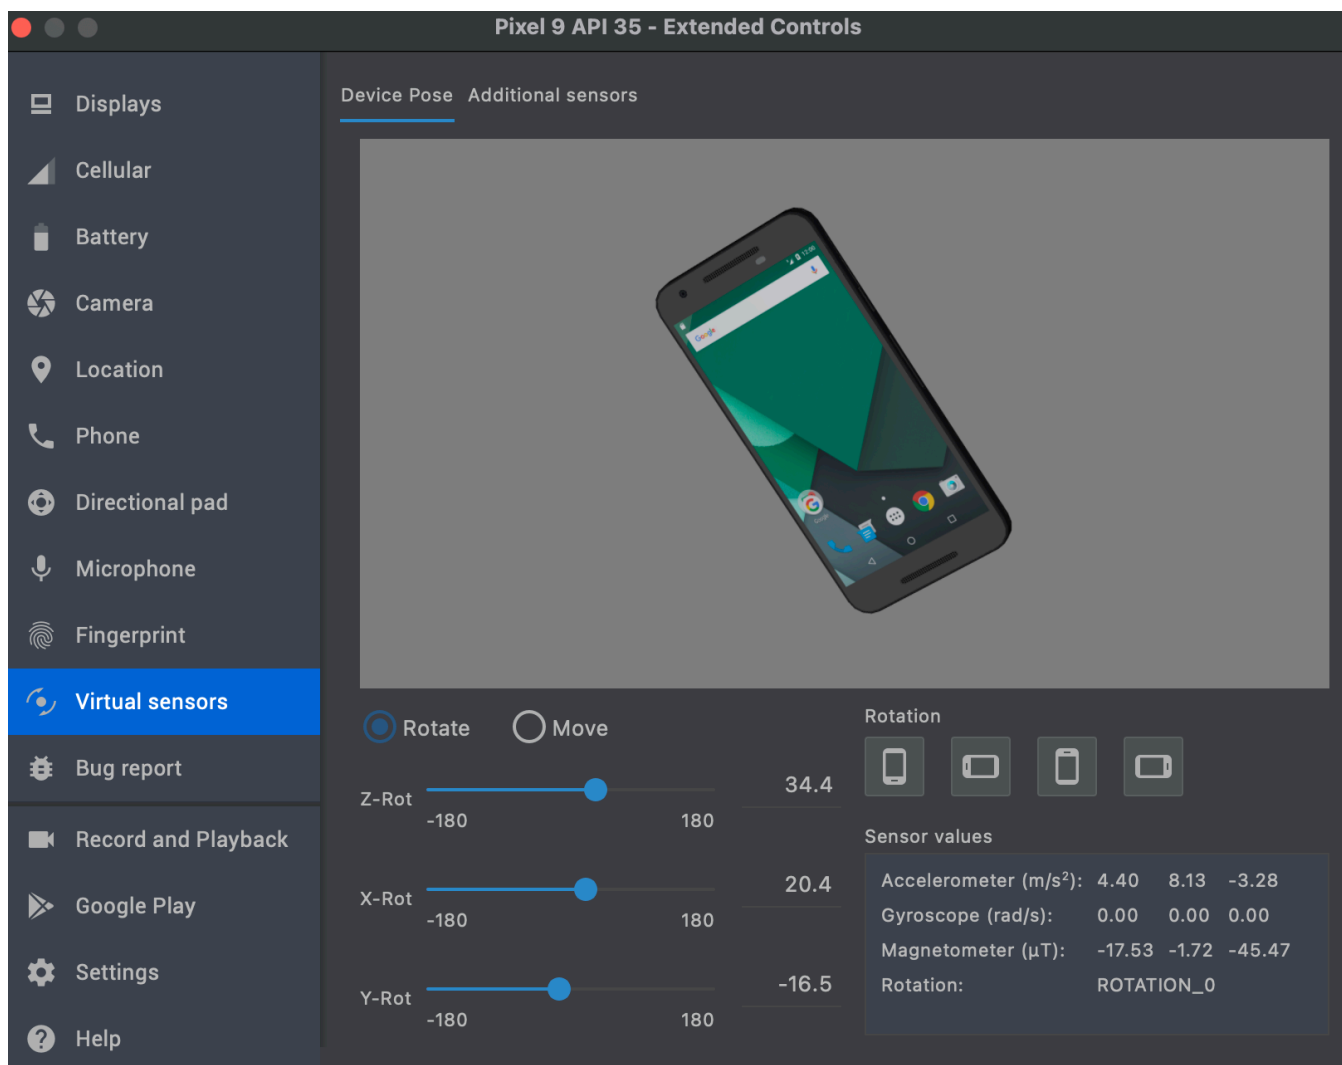 Pixel 9 API 35 - Extended Controls
Displays
Cellular
Battery
Camera
Location
Phone
Directional pad
Microphone
Fingerprint
Virtual sensors
Bug report
Record and Playback
Google Play
Settings
Help
Device Pose Additional sensors
12:00
Google
Google
Rotate Move
Z-Rot 34.4
-180 180
X-Rot 20.4
-180 180
Y-Rot -16.5
-180 180
Rotation
Sensor values
Accelerometer (m/s²): 4.40 8.13 -3.28
Gyroscope (rad/s): 0.00 0.00 0.00
Magnetometer (μT): -17.53 -1.72 -45.47
Rotation: ROTATION_0